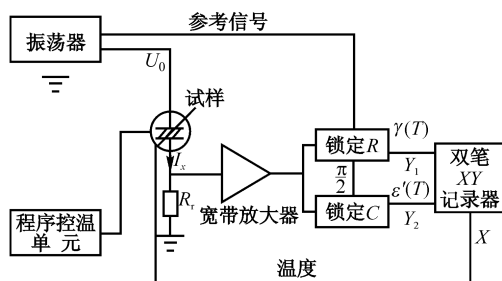 参考信号
振荡器
U₀
试样
Iₓ
Rᵣ
宽带放大器
锁定R
π/2
锁定C
γ(T)
Y₁
ε′(T)
Y₂
双笔
XY
记录器
X
程序控温
单 元
温度